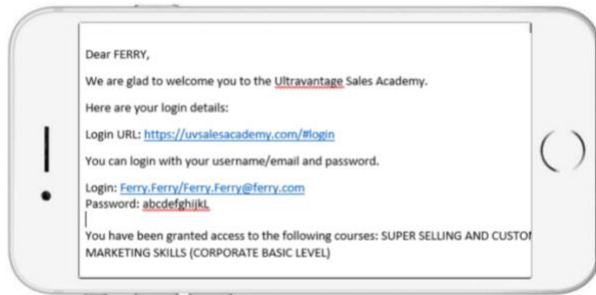 Dear FERRY,
We are glad to welcome you to the Ultravantage Sales Academy.
Here are your login details:
Login URL: https://uvsalesacademy.com/#login
You can login with your username/email and password.
Login: Ferry.Ferry/Ferry.Ferry@ferry.com
Password: abcdefghijkL
You have been granted access to the following courses: SUPER SELLING AND
MARKETING SKILLS (CORPORATE BASIC LEVEL)